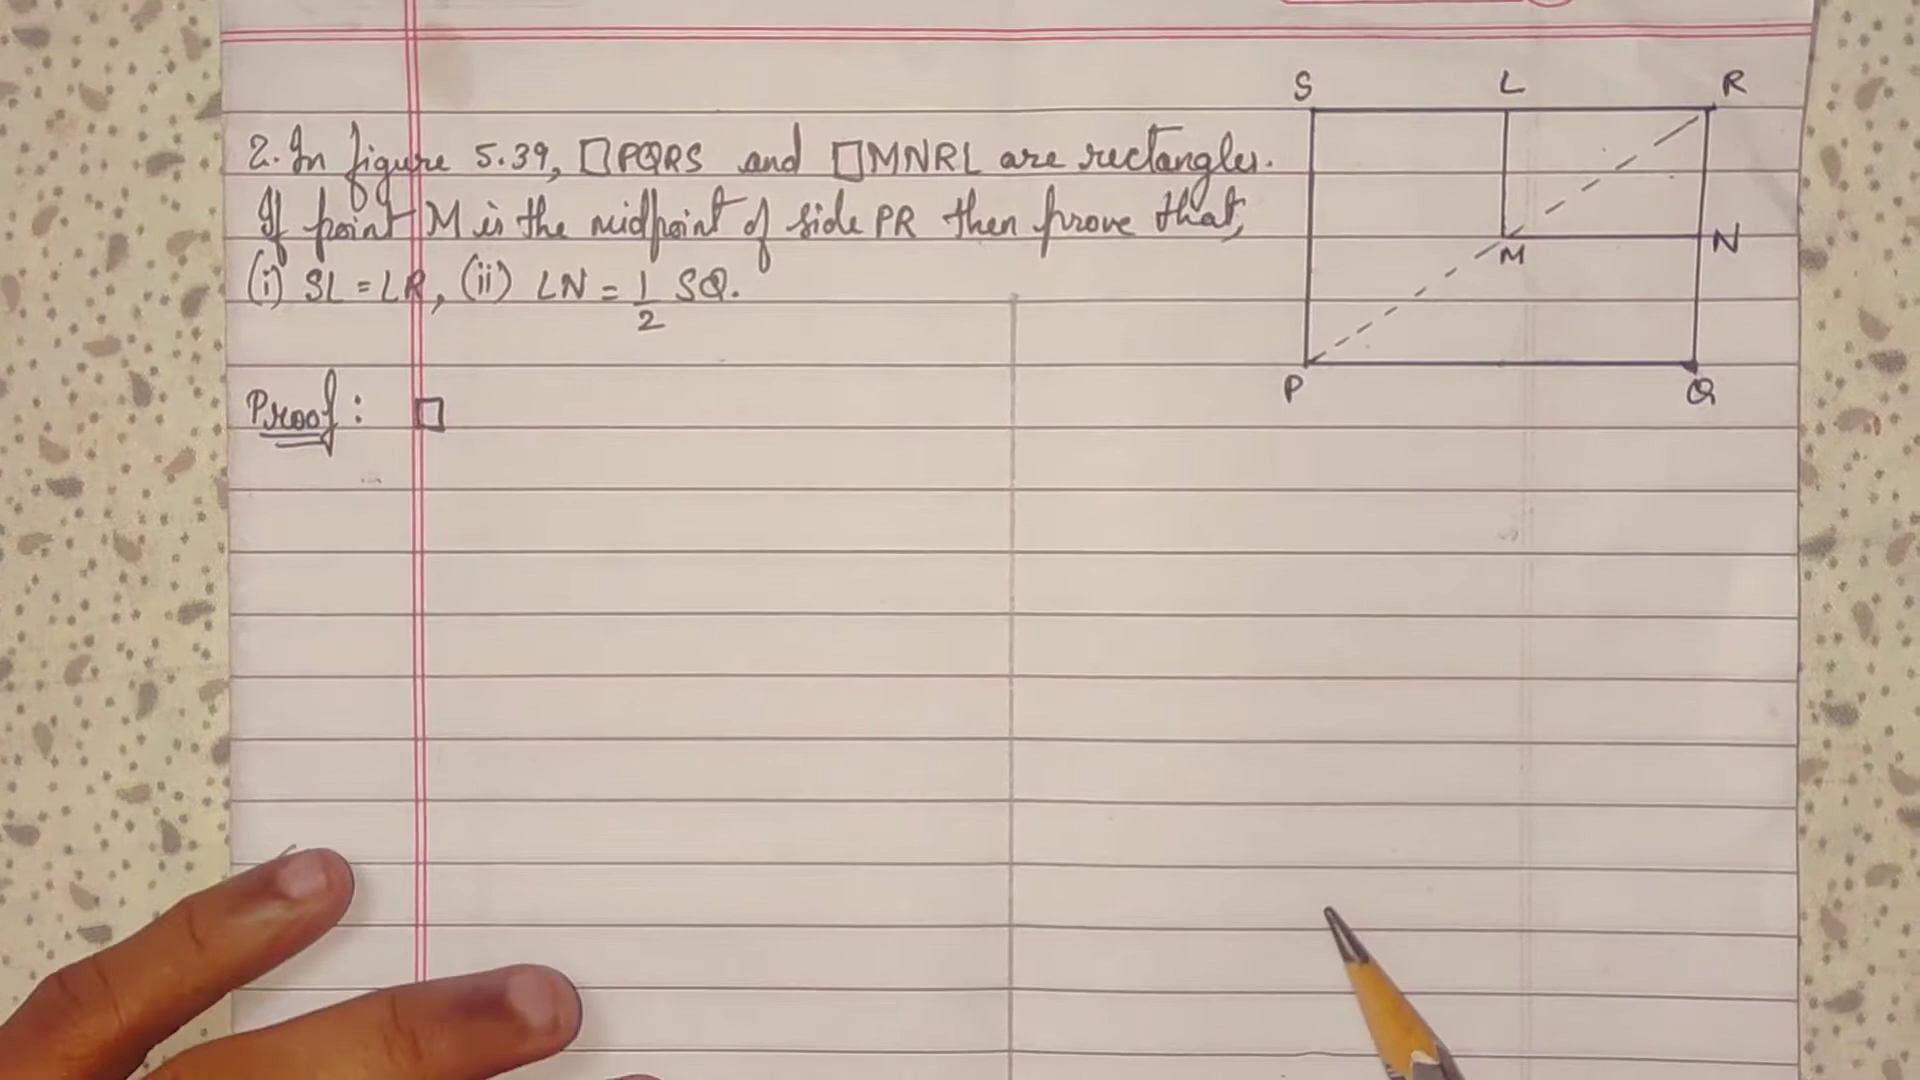 2. In figure 5.39, □PQRS and □MNRL are rectangles.
If point M is the midpoint of side PR then prove that,
(i) SL = LR, (ii) LN = 1/2 SQ.
Proof : □
S L R
M N
P Q